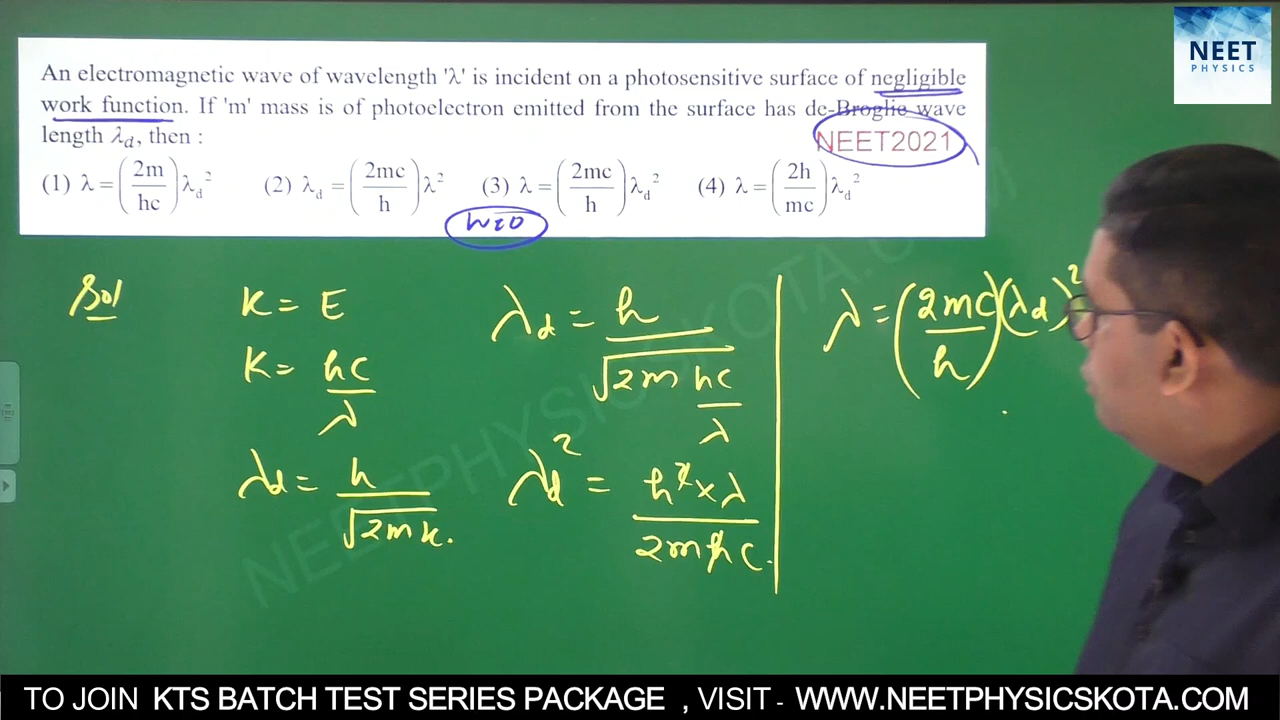 NEET
PHYSICS
An electromagnetic wave of wavelength 'λ' is incident on a photosensitive surface of negligible
work function. If 'm' mass is of photoelectron emitted from the surface has de-Broglie wave
length λd, then :
NEET2021
(1) λ = (2m/hc) λd² (2) λd = (2mc/h) λ² (3) λ = (2mc/h) λd² (4) λ = (2h/mc) λd²
W=0
Sol
K = E
K = hc/λ
λd = h/√2mK.
λd = h/√2m hc/λ
λd² = h² × λ/2mhc.
λ = (2mc/h)(λd)²
NEETPHYSICSKOTA.COM
TO JOIN KTS BATCH TEST SERIES PACKAGE , VISIT - WWW.NEETPHYSICSKOTA.COM